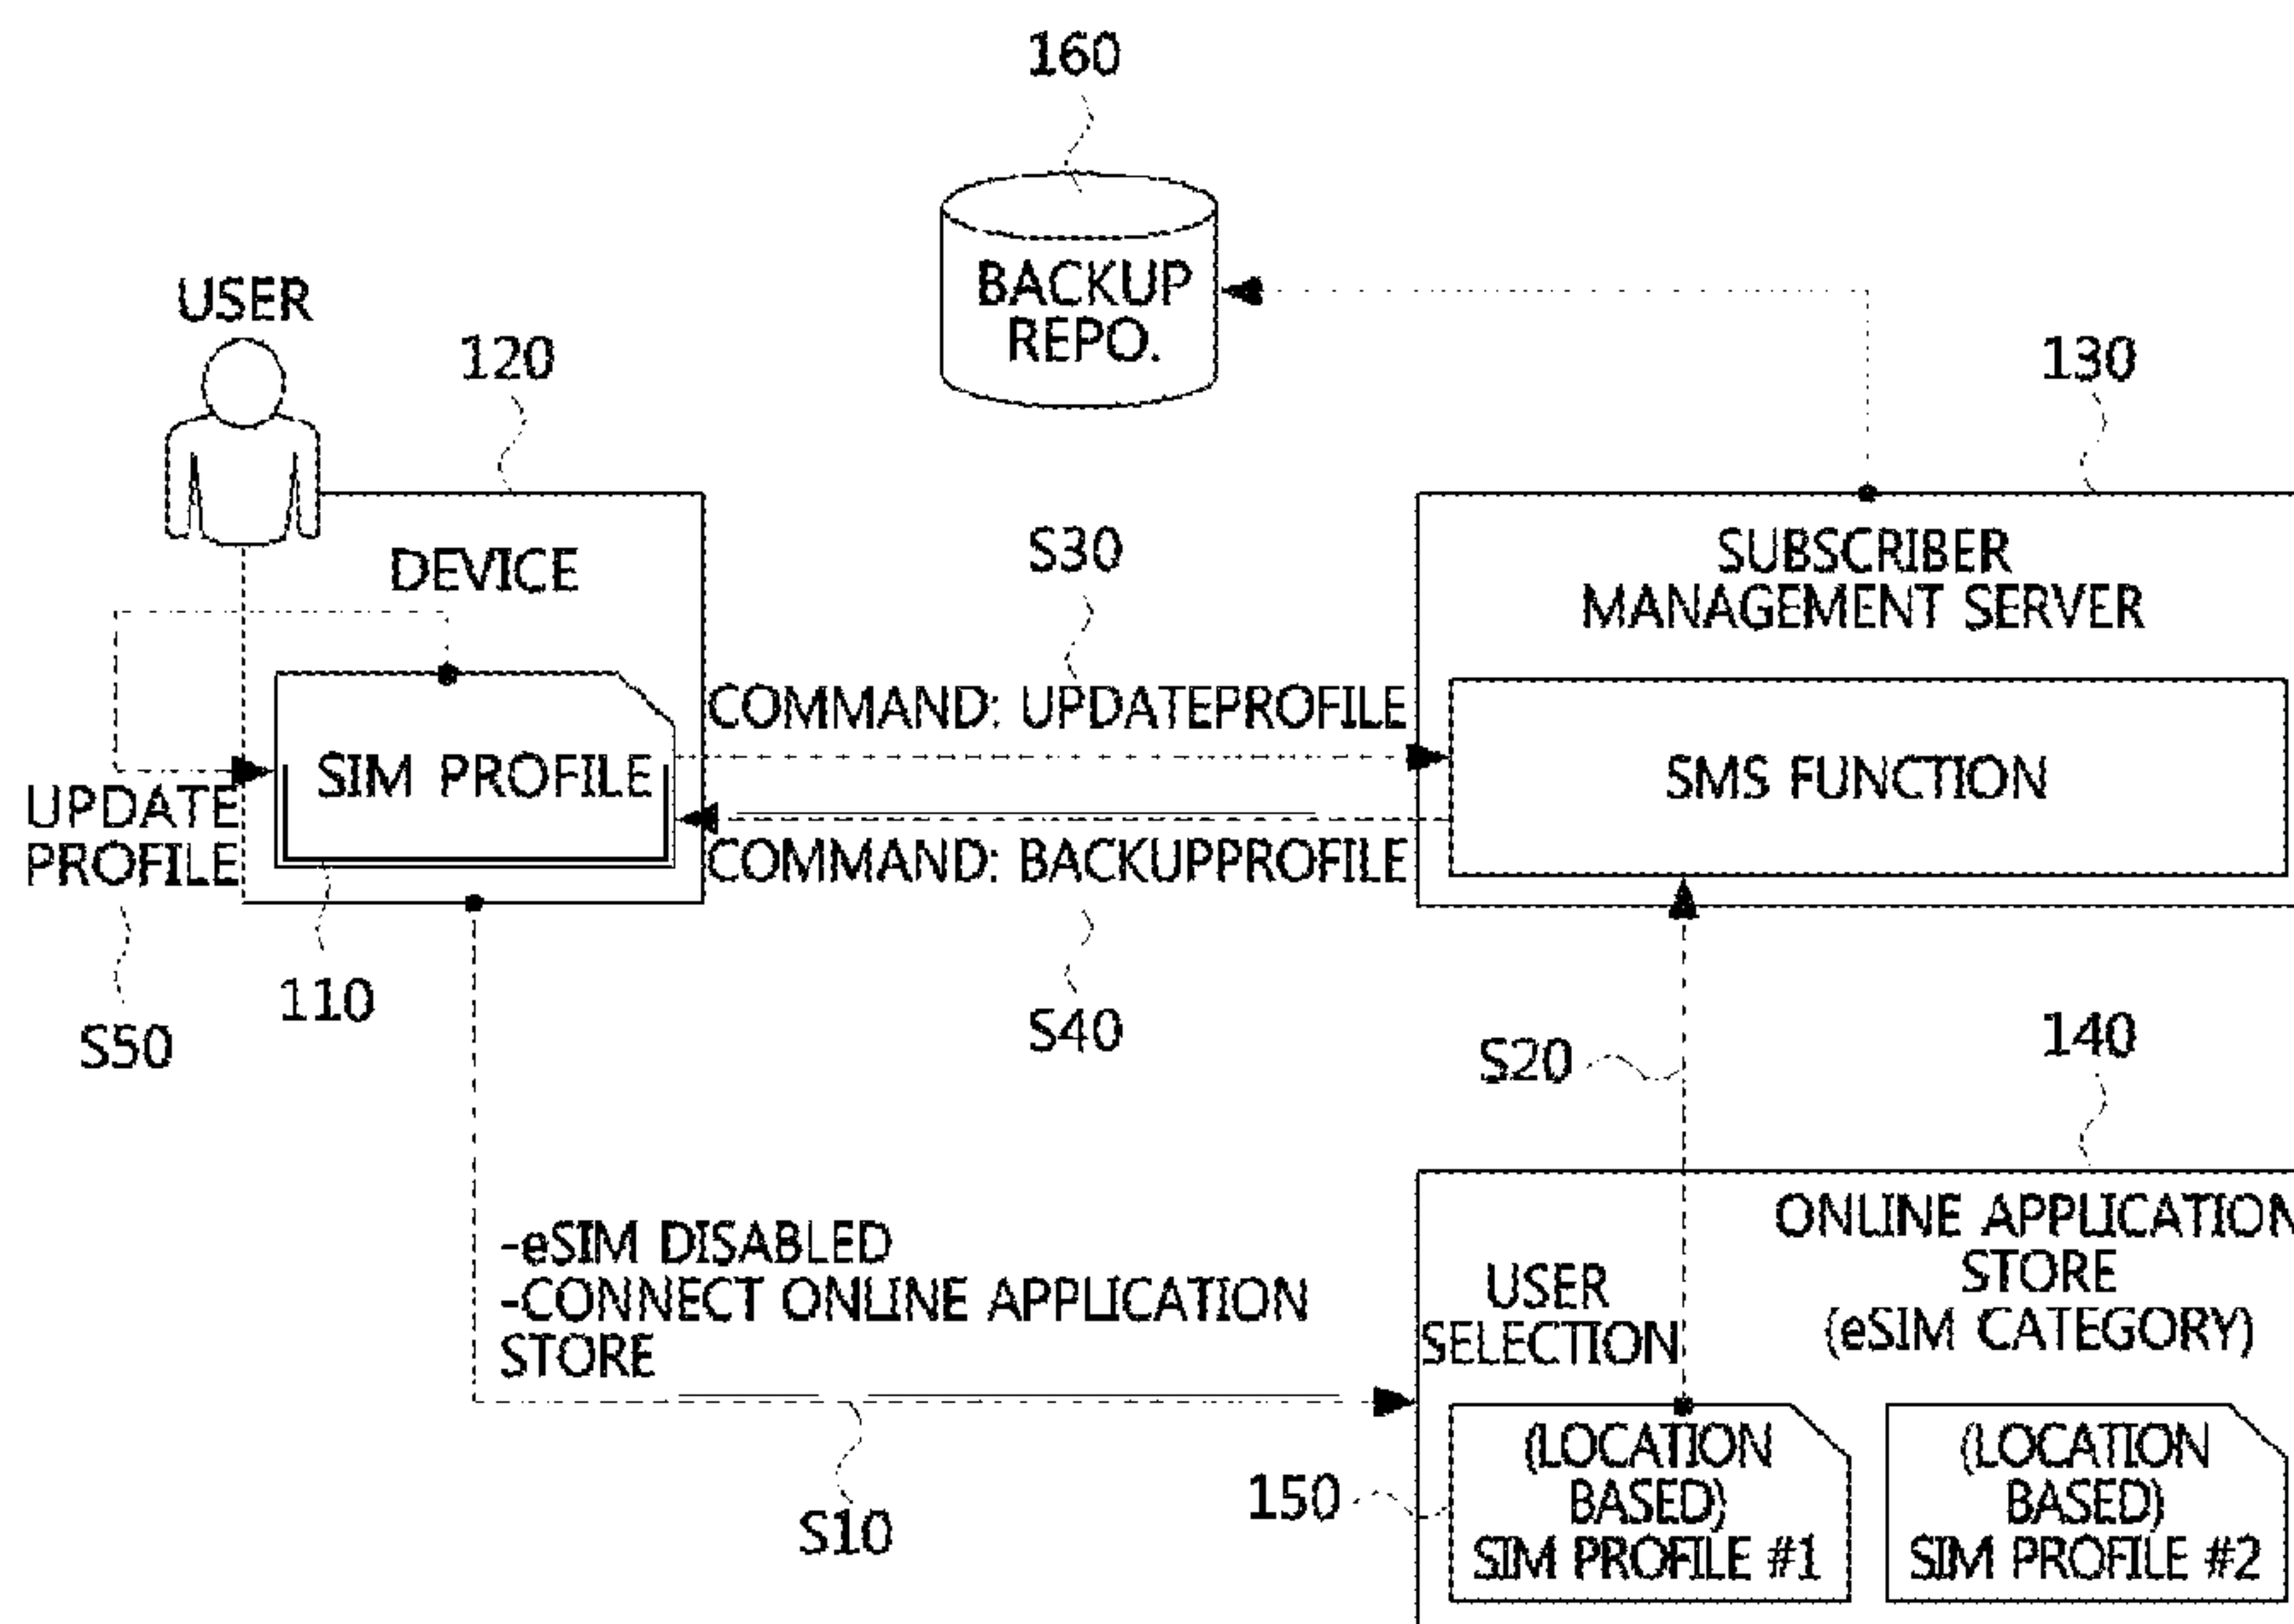 160
BACKUP
REPO.
USER
120
130
DEVICE
S30
SUBSCRIBER
MANAGEMENT SERVER
COMMAND: UPDATEPROFILE
SIM PROFILE
SMS FUNCTION
UPDATE
PROFILE
COMMAND: BACKUPPROFILE
110
S50
S40
S20
140
-eSIM DISABLED
-CONNECT ONLINE APPLICATION
STORE
ONLINE APPLICATION
STORE
(eSIM CATEGORY)
USER
SELECTION
150
(LOCATION
BASED)
SIM PROFILE #1
(LOCATION
BASED)
SIM PROFILE #2
S10